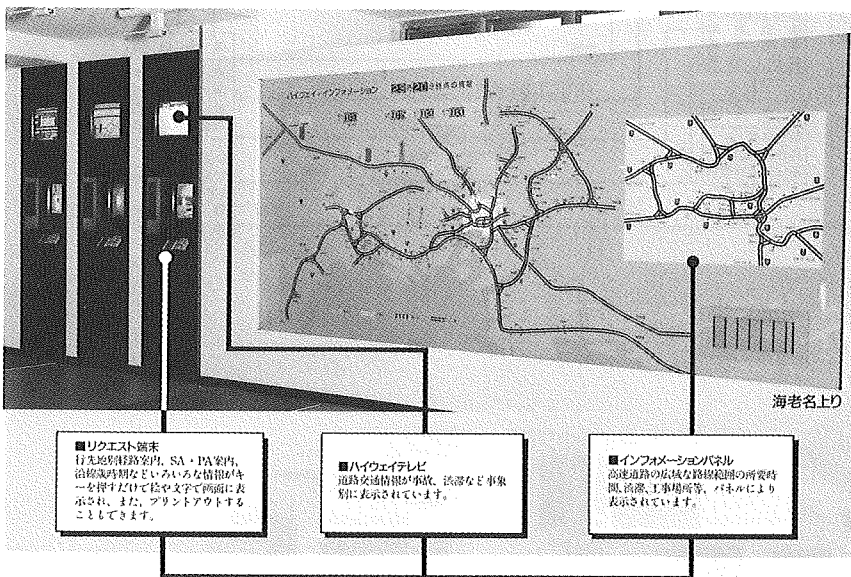 ハイウェイ・インフォメーション 29 20
海老名上り
■リクエスト端末
行先地別経路案内、SA・PA案内、
沿線歳時期などいろいろな情報がキ
ーを押すだけで絵や文字で画面に表
示され、また、プリントアウトする
こともできます。
■ハイウェイテレビ
道路交通情報が事故、渋滞など事象
別に表示されています。
■インフォメーションパネル
高速道路の広域な路線範囲の所要時
間、渋滞、工事場所等、パネルにより
表示されています。